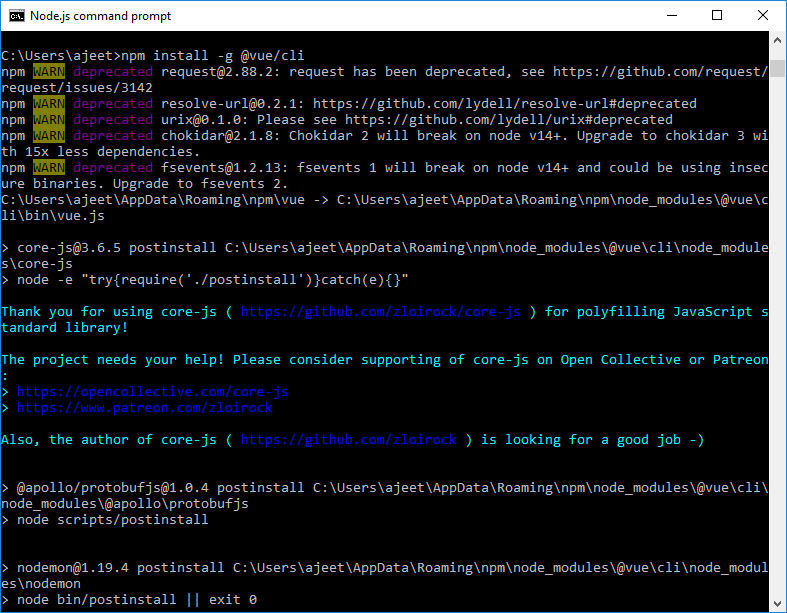 Node.js command prompt
C:\Users\ajeet>npm install -g @vue/cli
npm WARN deprecated request@2.88.2: request has been deprecated, see https://github.com/request/
request/issues/3142
npm WARN deprecated resolve-url@0.2.1: https://github.com/lydell/resolve-url#deprecated
npm WARN deprecated urix@0.1.0: Please see https://github.com/lydell/urix#deprecated
npm WARN deprecated chokidar@2.1.8: Chokidar 2 will break on node v14+. Upgrade to chokidar 3 wi
th 15x less dependencies.
npm WARN deprecated fsevents@1.2.13: fsevents 1 will break on node v14+ and could be using insec
ure binaries. Upgrade to fsevents 2.
C:\Users\ajeet\AppData\Roaming\npm\vue -> C:\Users\ajeet\AppData\Roaming\npm\node_modules\@vue\c
li\bin\vue.js
> core-js@3.6.5 postinstall C:\Users\ajeet\AppData\Roaming\npm\node_modules\@vue\cli\node_module
s\core-js
> node -e "try{require('./postinstall')}catch(e){}"
Thank you for using core-js ( https://github.com/zloirock/core-js ) for polyfilling JavaScript s
tandard library!
The project needs your help! Please consider supporting of core-js on Open Collective or Patreon
:
> https://opencollective.com/core-js
> https://www.patreon.com/zloirock
Also, the author of core-js ( https://github.com/zloirock ) is looking for a good job -)
> @apollo/protobufjs@1.0.4 postinstall C:\Users\ajeet\AppData\Roaming\npm\node_modules\@vue\cli\
node_modules\@apollo\protobufjs
> node scripts/postinstall
> nodemon@1.19.4 postinstall C:\Users\ajeet\AppData\Roaming\npm\node_modules\@vue\cli\node_modul
es\nodemon
> node bin/postinstall || exit 0